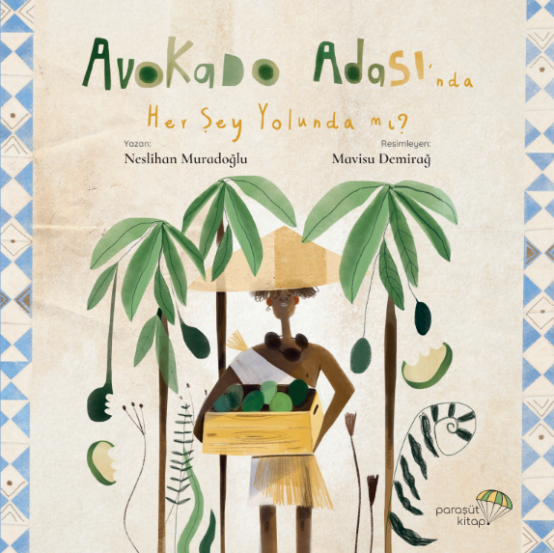 Avokado Adası'nda
Her Şey Yolunda mı?
Yazan:
Neslihan Muradoğlu
Resimleyen:
Mavisu Demirağ
paraşüt
kitap